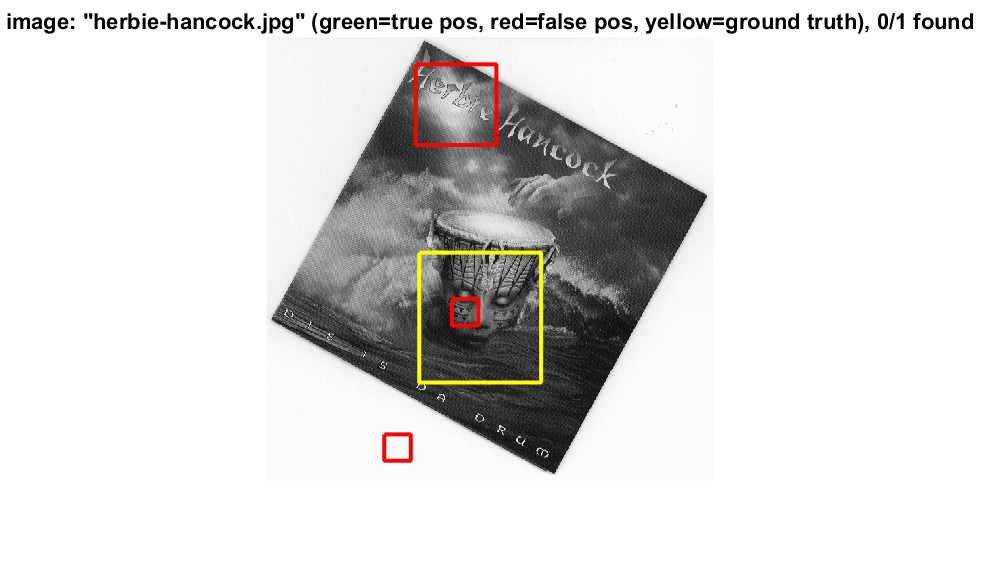 image: "herbie-hancock.jpg" (green=true pos, red=false pos, yellow=ground truth), 0/1 found
Herbie Hancock
DIS IS DA DRUM